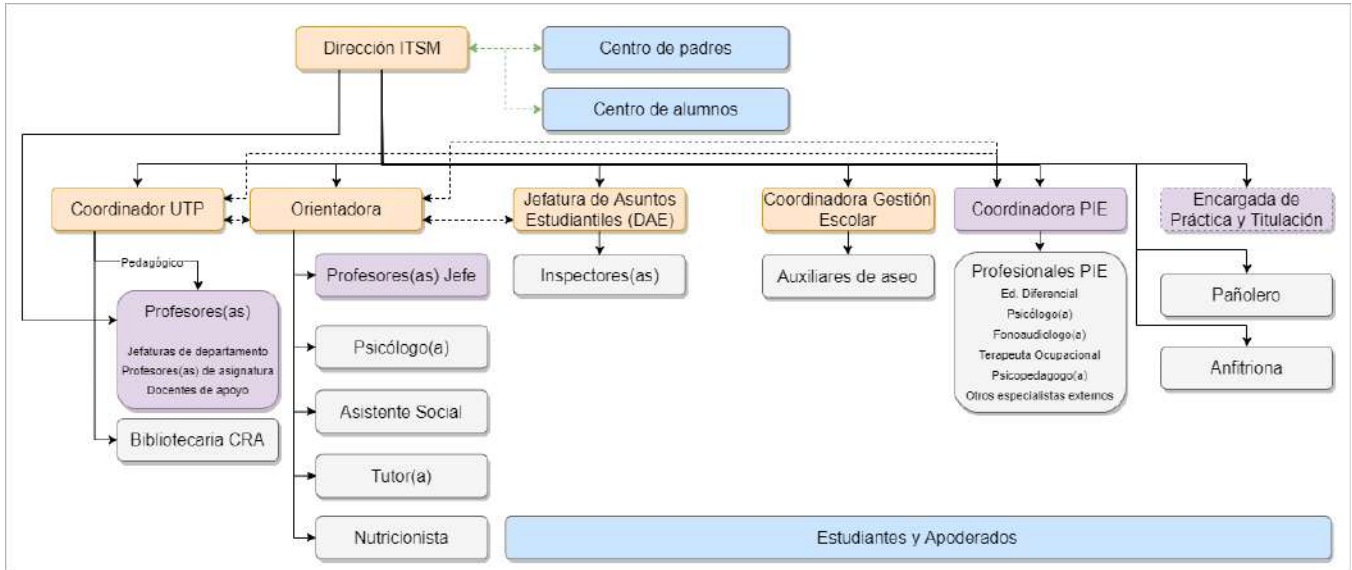 Dirección ITSM
Centro de padres
Centro de alumnos
Coordinador UTP
Orientadora
Jefatura de Asuntos
Estudiantiles (DAE)
Coordinadora Gestión
Escolar
Coordinadora PIE
Encargada de
Práctica y Titulación
Pedagógico
Profesores(as)
Jefaturas de departamento
Profesores(as) de asignatura
Docentes de apoyo
Bibliotecaria CRA
Profesores(as) Jefe
Psicólogo(a)
Asistente Social
Tutor(a)
Nutricionista
Inspectores(as)
Auxiliares de aseo
Profesionales PIE
Ed. Diferencial
Psicólogo(a)
Fonoaudiologo(a)
Terapeuta Ocupacional
Psicopedagogo(a)
Otros especialistas externos
Pañolero
Anfitriona
Estudiantes y Apoderados